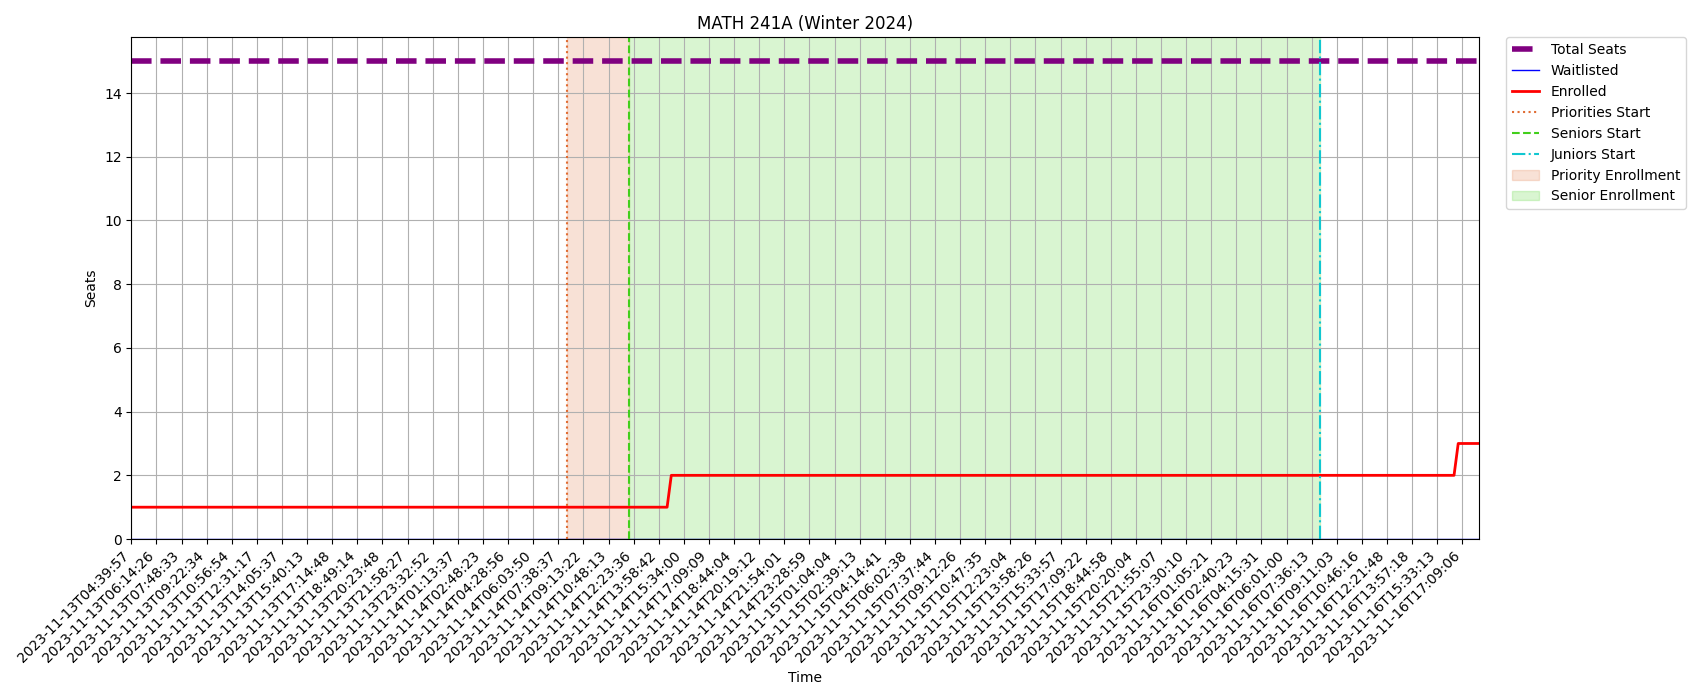 MATH 241A (Winter 2024)
Total Seats
Waitlisted
Enrolled
Priorities Start
Seniors Start
Juniors Start
Priority Enrollment
Senior Enrollment
Seats
14
12
10
8
6
4
2
0
2023-11-13T04:39:57
2023-11-13T06:14:26
2023-11-13T07:48:33
2023-11-13T09:22:34
2023-11-13T10:56:54
2023-11-13T12:31:17
2023-11-13T14:05:37
2023-11-13T15:40:13
2023-11-13T17:14:48
2023-11-13T18:49:14
2023-11-13T20:23:48
2023-11-13T21:58:27
2023-11-13T23:32:52
2023-11-14T01:13:37
2023-11-14T02:48:23
2023-11-14T04:28:56
2023-11-14T06:03:50
2023-11-14T07:38:37
2023-11-14T09:13:22
2023-11-14T10:48:13
2023-11-14T12:23:36
2023-11-14T13:58:42
2023-11-14T15:34:00
2023-11-14T17:09:09
2023-11-14T18:44:04
2023-11-14T20:19:12
2023-11-14T21:54:01
2023-11-14T23:28:59
2023-11-15T01:04:04
2023-11-15T02:39:13
2023-11-15T04:14:41
2023-11-15T06:02:38
2023-11-15T07:37:44
2023-11-15T09:12:26
2023-11-15T10:47:35
2023-11-15T12:23:04
2023-11-15T13:58:26
2023-11-15T15:33:57
2023-11-15T17:09:22
2023-11-15T18:44:58
2023-11-15T20:20:04
2023-11-15T21:55:07
2023-11-15T23:30:10
2023-11-16T01:05:21
2023-11-16T02:40:23
2023-11-16T04:15:31
2023-11-16T06:01:00
2023-11-16T07:36:13
2023-11-16T09:11:03
2023-11-16T10:46:16
2023-11-16T12:21:48
2023-11-16T13:57:18
2023-11-16T15:33:13
2023-11-16T17:09:06
Time